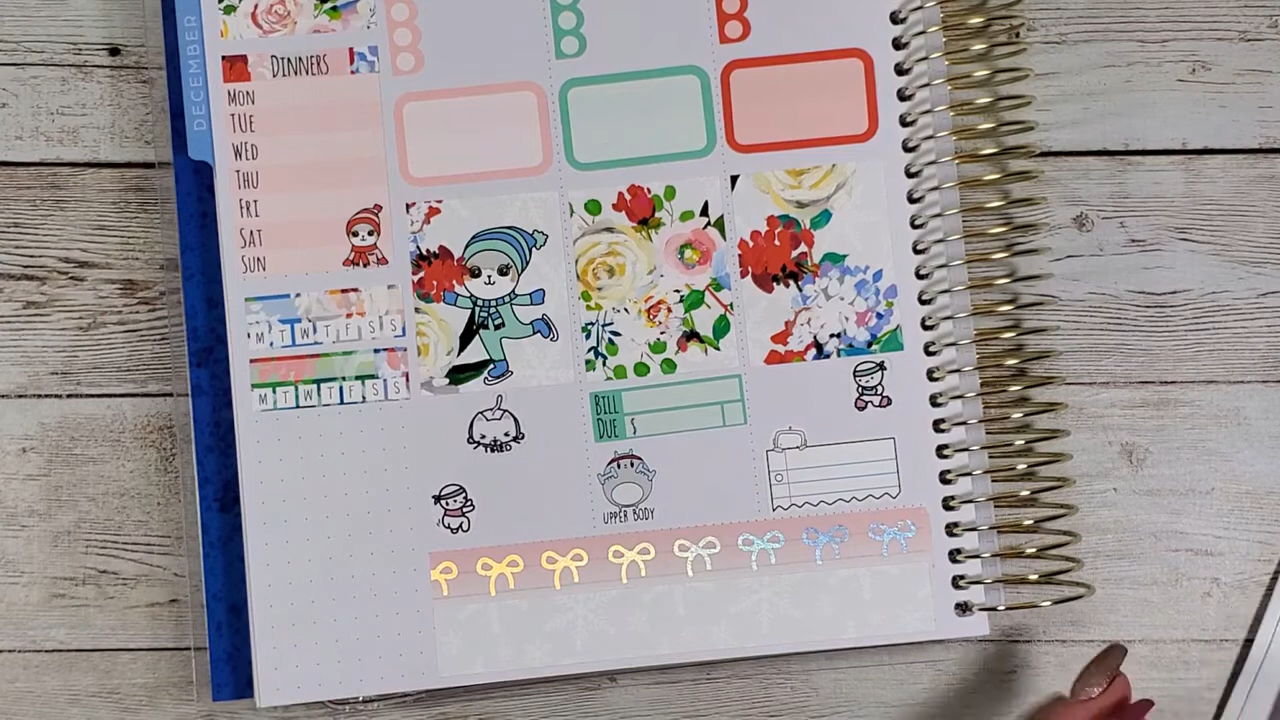 DECEMBER
DINNERS
MON
TUE
WED
THU
FRI
SAT
SUN
M T W T F S S
M T W T F S S
TIRED
BILL
DUE $
UPPER BODY